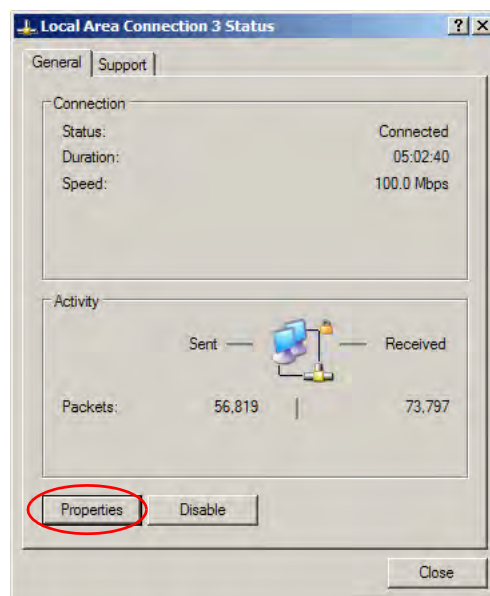 Local Area Connection 3 Status
General Support
Connection
Status: Connected
Duration: 05:02:40
Speed: 100.0 Mbps
Activity
Sent Received
Packets: 56,819 73,797
Properties Disable
Close